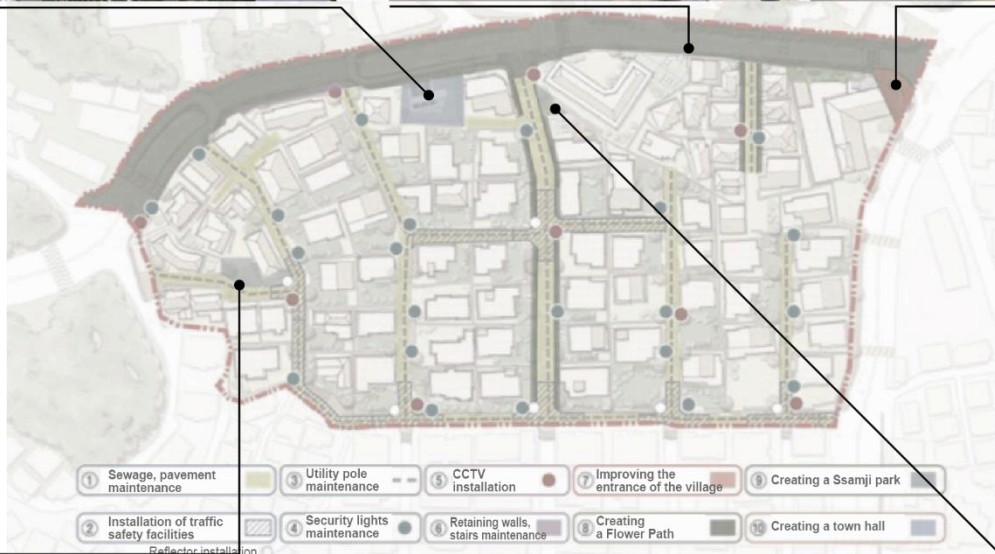 ① Sewage, pavement
maintenance
③ Utility pole
maintenance
⑤ CCTV
installation
⑦ Improving the
entrance of the village
⑨ Creating a Ssamji park
② Installation of traffic
safety facilities
④ Security lights
maintenance
⑥ Retaining walls,
stairs maintenance
⑧ Creating
a Flower Path
⑩ Creating a town hall
Reflector installation